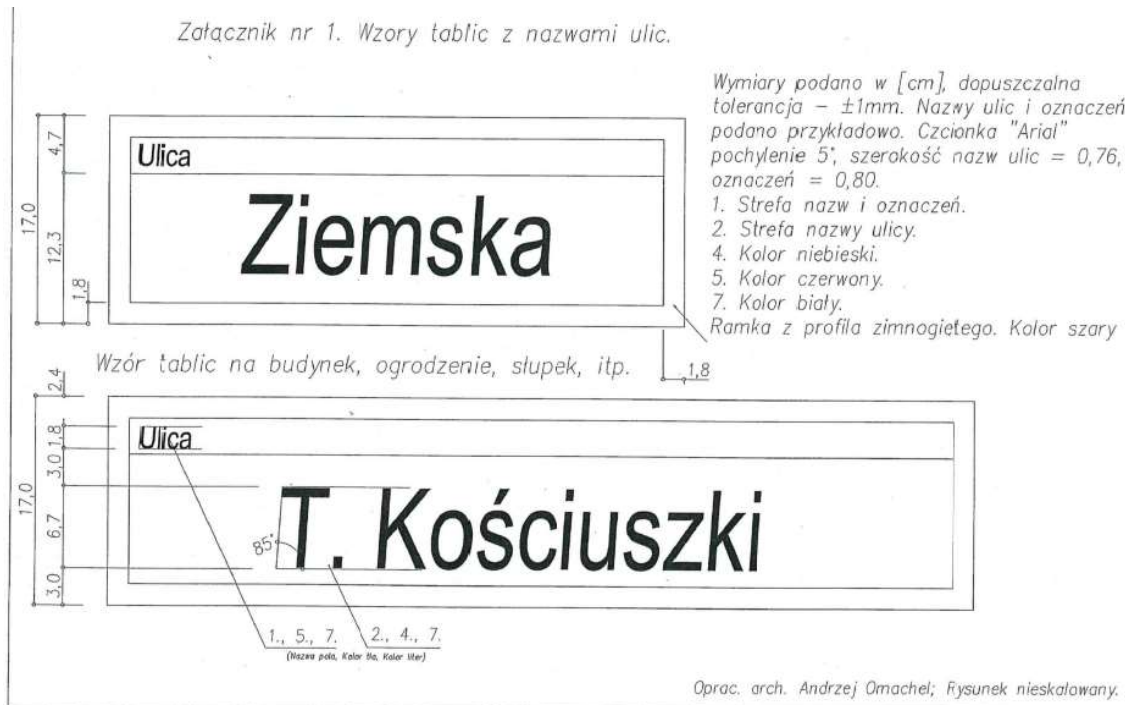 Załącznik nr 1. Wzory tablic z nazwami ulic.
Wymiary podano w [cm], dopuszczalna
tolerancja - ±1mm. Nazwy ulic i oznaczeń
podano przykładowo. Czcionka "Arial"
pochylenie 5°, szerokość nazw ulic = 0,76,
oznaczeń = 0,80.
1. Strefa nazw i oznaczeń.
2. Strefa nazwy ulicy.
4. Kolor niebieski.
5. Kolor czerwony.
7. Kolor biały.
Ramka z profila zimnogiętego. Kolor szary
17,0
4,7
12,3
1,8
Ulica
Ziemska
1,8
Wzór tablic na budynek, ogrodzenie, słupek, itp.
17,0
2,4
1,8
3,0
6,7
3,0
Ulica
T. Kościuszki
85°
1., 5., 7.
2., 4., 7.
(Nazwa pola, Kolor tła, Kolor liter)
Oprac. arch. Andrzej Omachel; Rysunek nieskalowany.